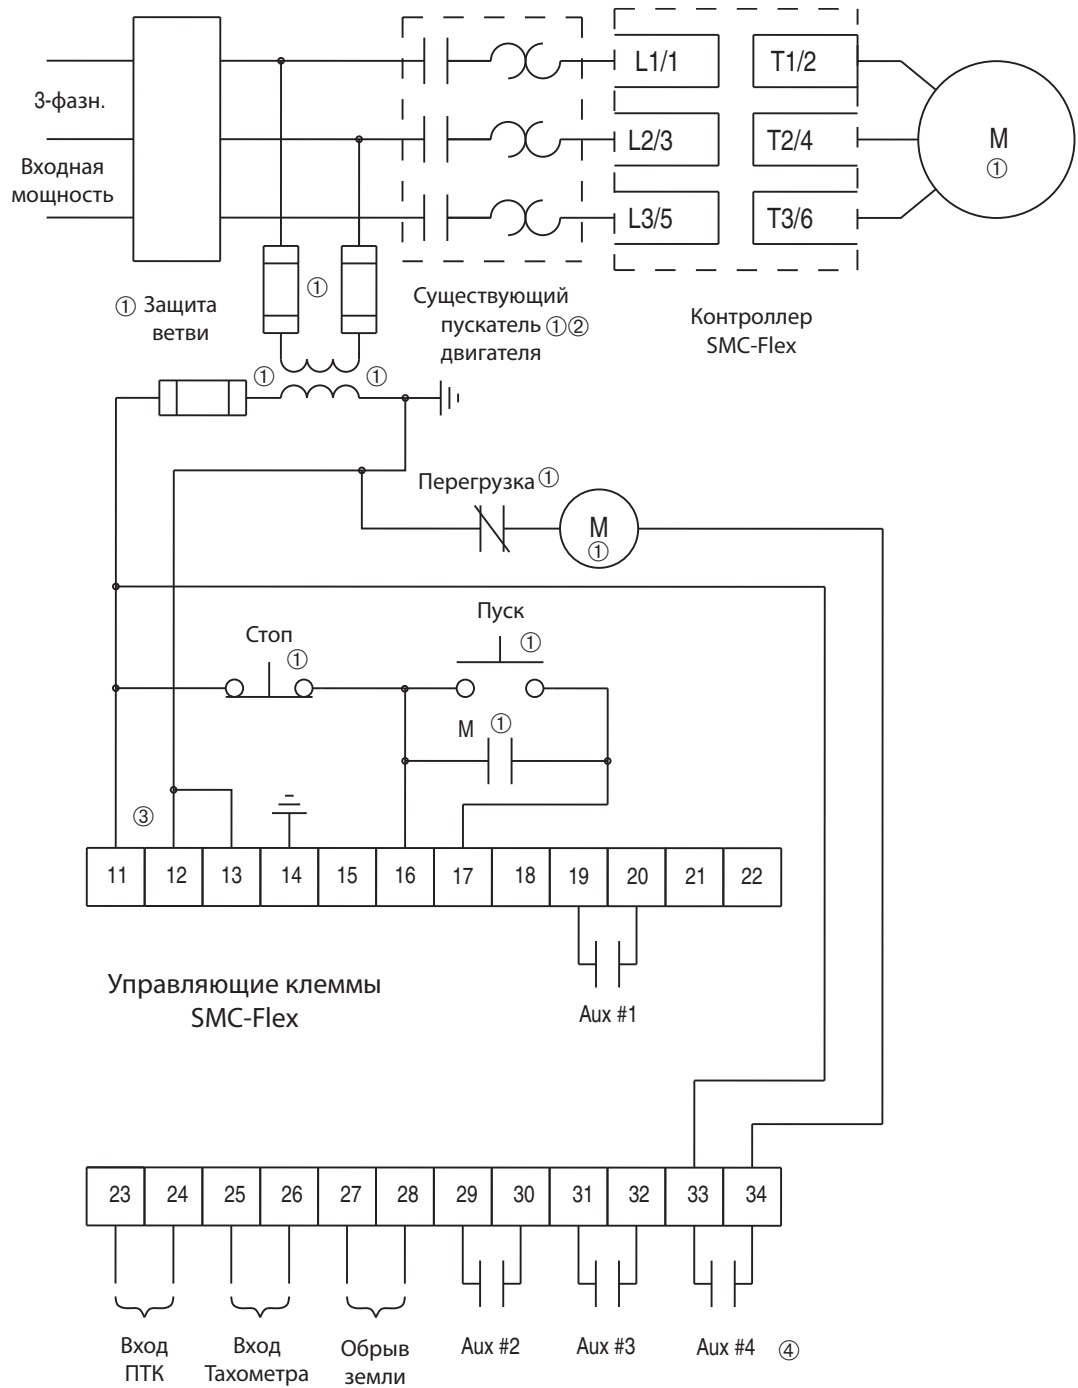 3-фазн.
Входная
мощность
① Защита
ветви
①
Существующий
пускатель ①②
двигателя
L1/1
T1/2
L2/3
T2/4
L3/5
T3/6
M
①
Контроллер
SMC-Flex
①
①
Перегрузка ①
M
①
Стоп
①
Пуск
①
M ①
③
11 12 13 14 15 16 17 18 19 20 21 22
Управляющие клеммы
SMC-Flex
Aux #1
23 24 25 26 27 28 29 30 31 32 33 34
Вход
ПТК
Вход
Тахометра
Обрыв
земли
Aux #2
Aux #3
Aux #4 ④